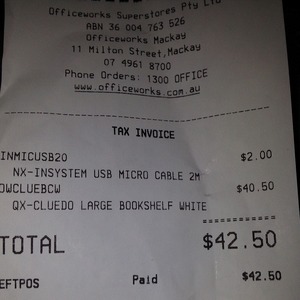 Officeworks Superstores Pty Ltd
ABN 36 004 763 526
Officeworks Mackay
11 Milton Street, Mackay
07 4961 8700
Phone Orders: 1300 OFFICE
www.officeworks.com.au
TAX INVOICE
INMICUSB20 $2.00
NX-INSYSTEM USB MICRO CABLE 2M
OWCLUEBCW $40.50
QX-CLUEDO LARGE BOOKSHELF WHITE
TOTAL $42.50
EFTPOS Paid $42.50